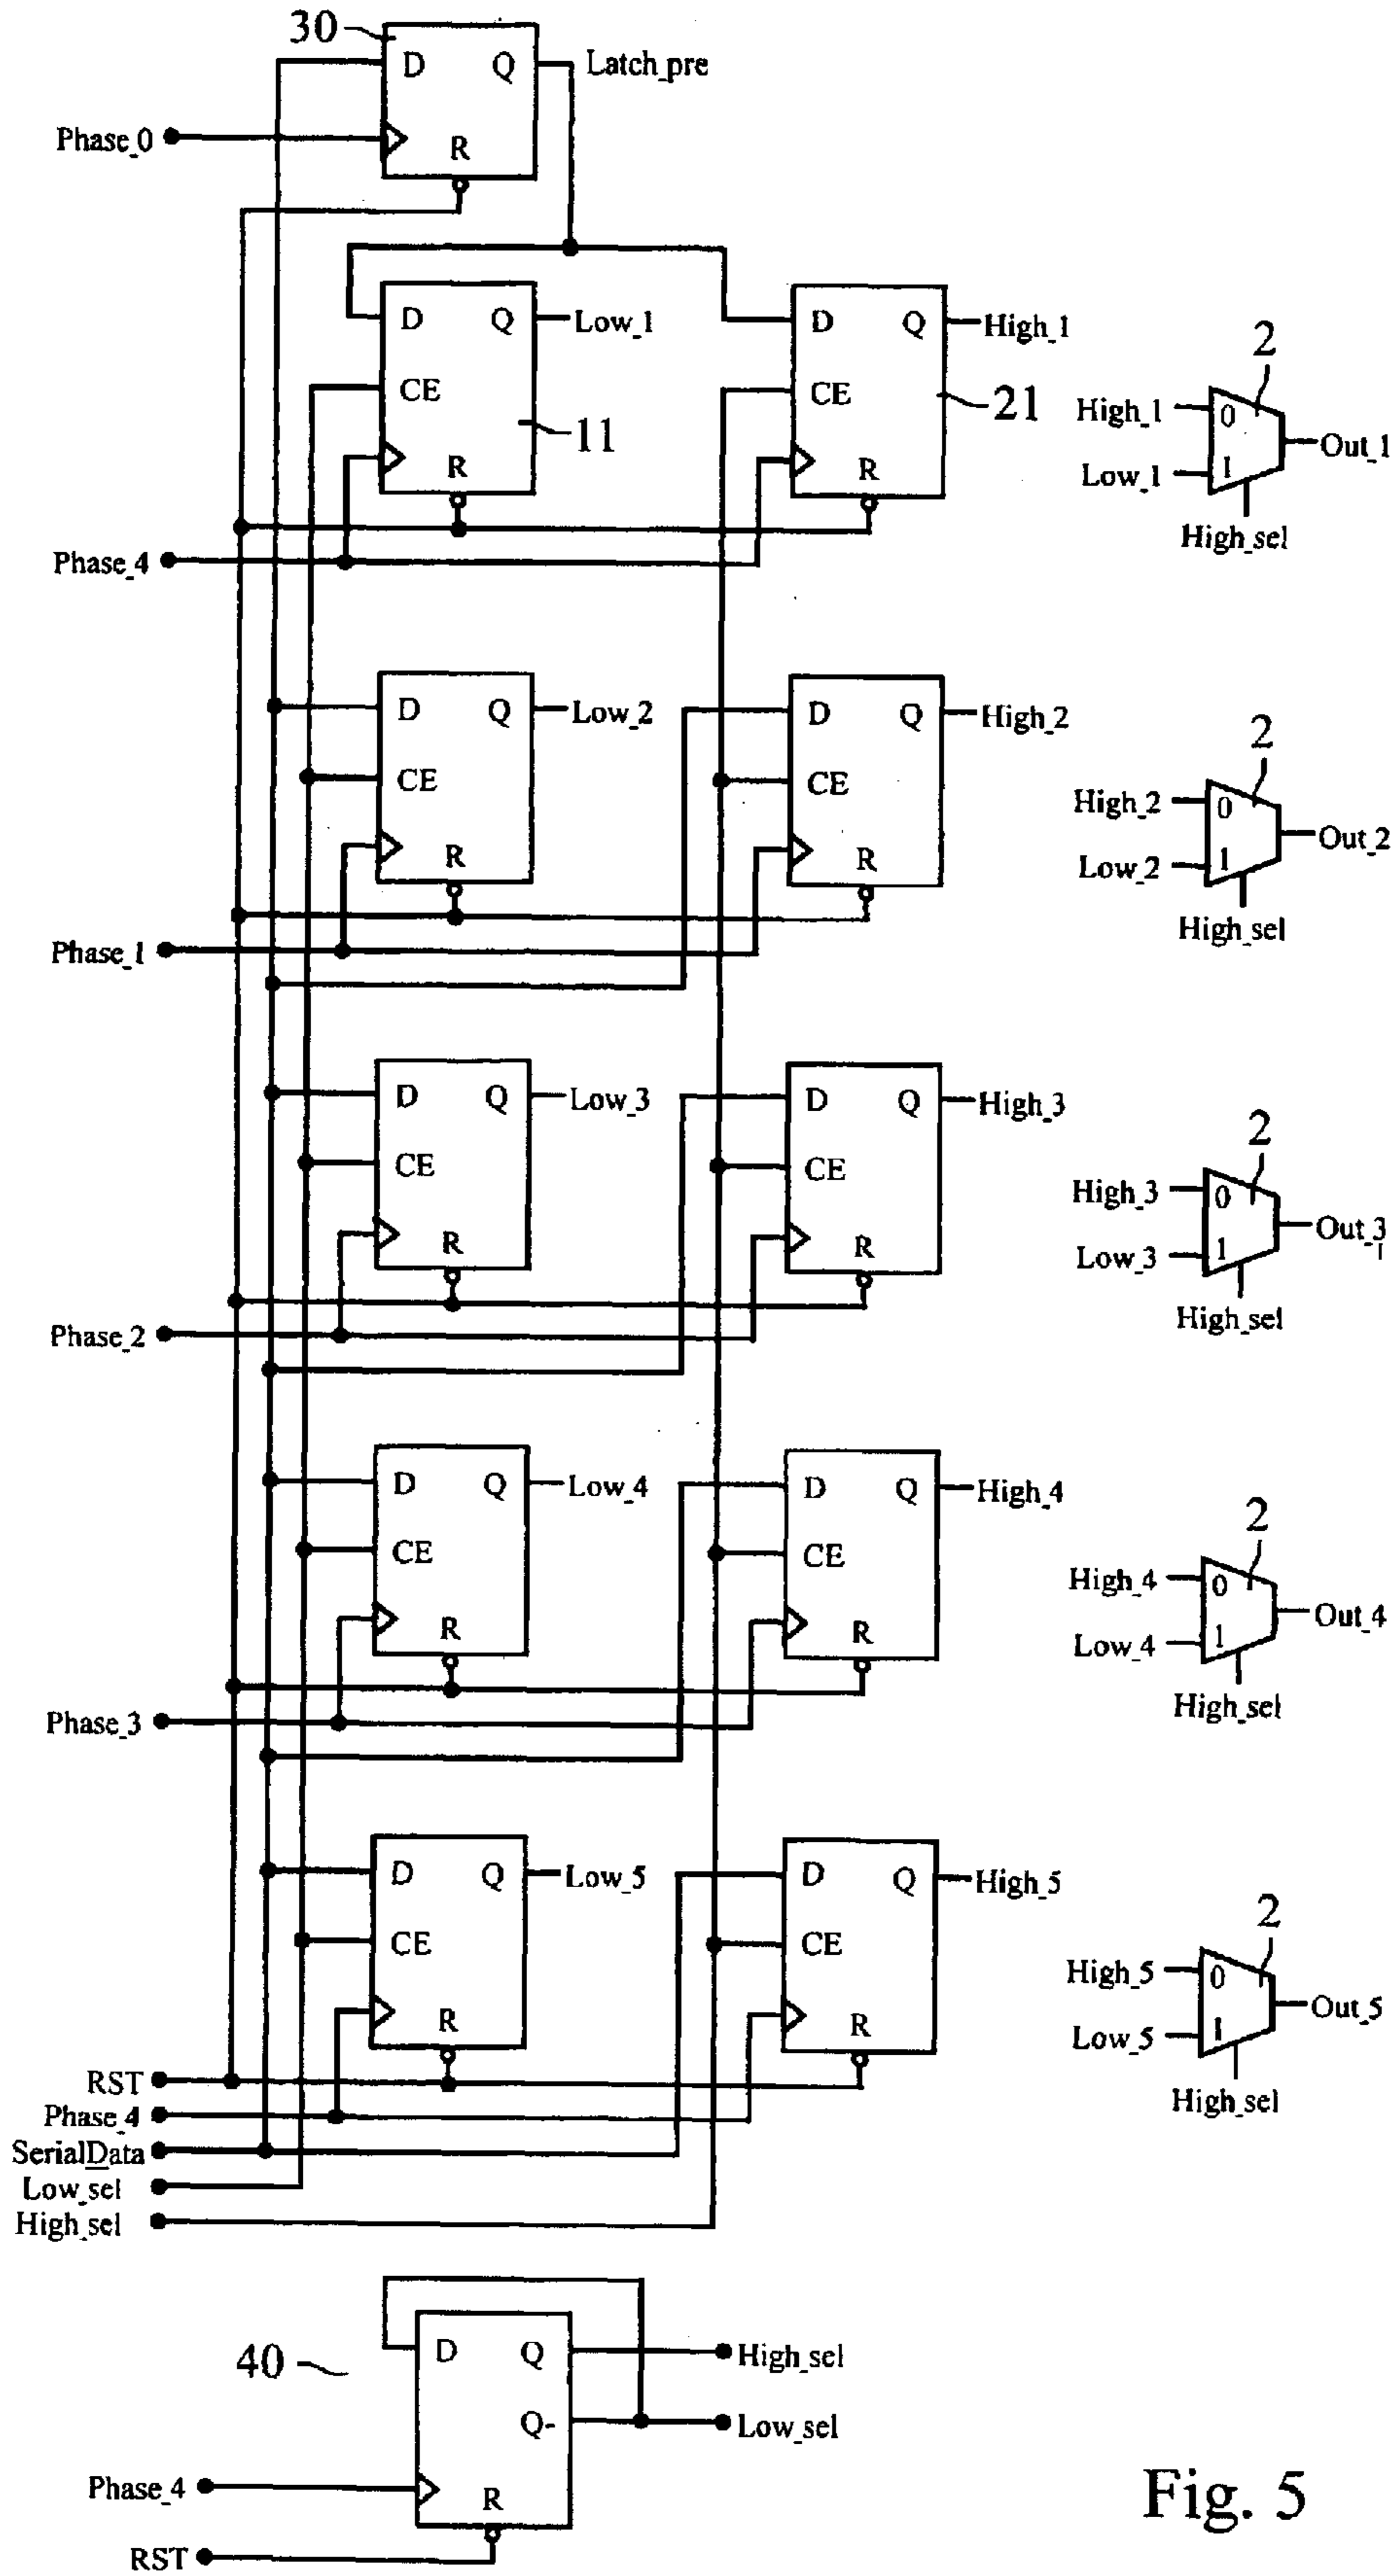 30
D Q Latch_pre
Phase_0
R
D Q Low_1
D Q High_1
2
CE
CE
21
High_1 0
Out_1
11
Low_1 1
R
R
High_sel
Phase_4
D Q Low_2
D Q High_2
2
CE
CE
High_2 0
Out_2
Low_2 1
R
R
High_sel
Phase_1
D Q Low_3
D Q High_3
2
CE
CE
High_3 0
Out_3
Low_3 1
R
R
High_sel
Phase_2
D Q Low_4
D Q High_4
2
CE
CE
High_4 0
Out_4
Low_4 1
R
R
High_sel
Phase_3
D Q Low_5
D Q High_5
2
CE
CE
High_5 0
Out_5
Low_5 1
R
R
High_sel
RST
Phase_4
SerialData
Low_sel
High_sel
40
D Q High_sel
Q- Low_sel
Phase_4
R
RST
Fig. 5